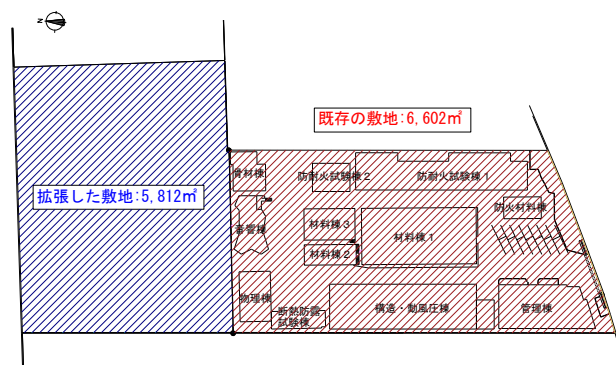 N
既存の敷地:6,602㎡
骨材棟
防耐火試験棟2
防耐火試験棟1
拡張した敷地:5,812㎡
音響棟
材料棟3
材料棟1
防火材料棟
材料棟2
物理棟
断熱防露
試験棟
構造・動風圧棟
管理棟